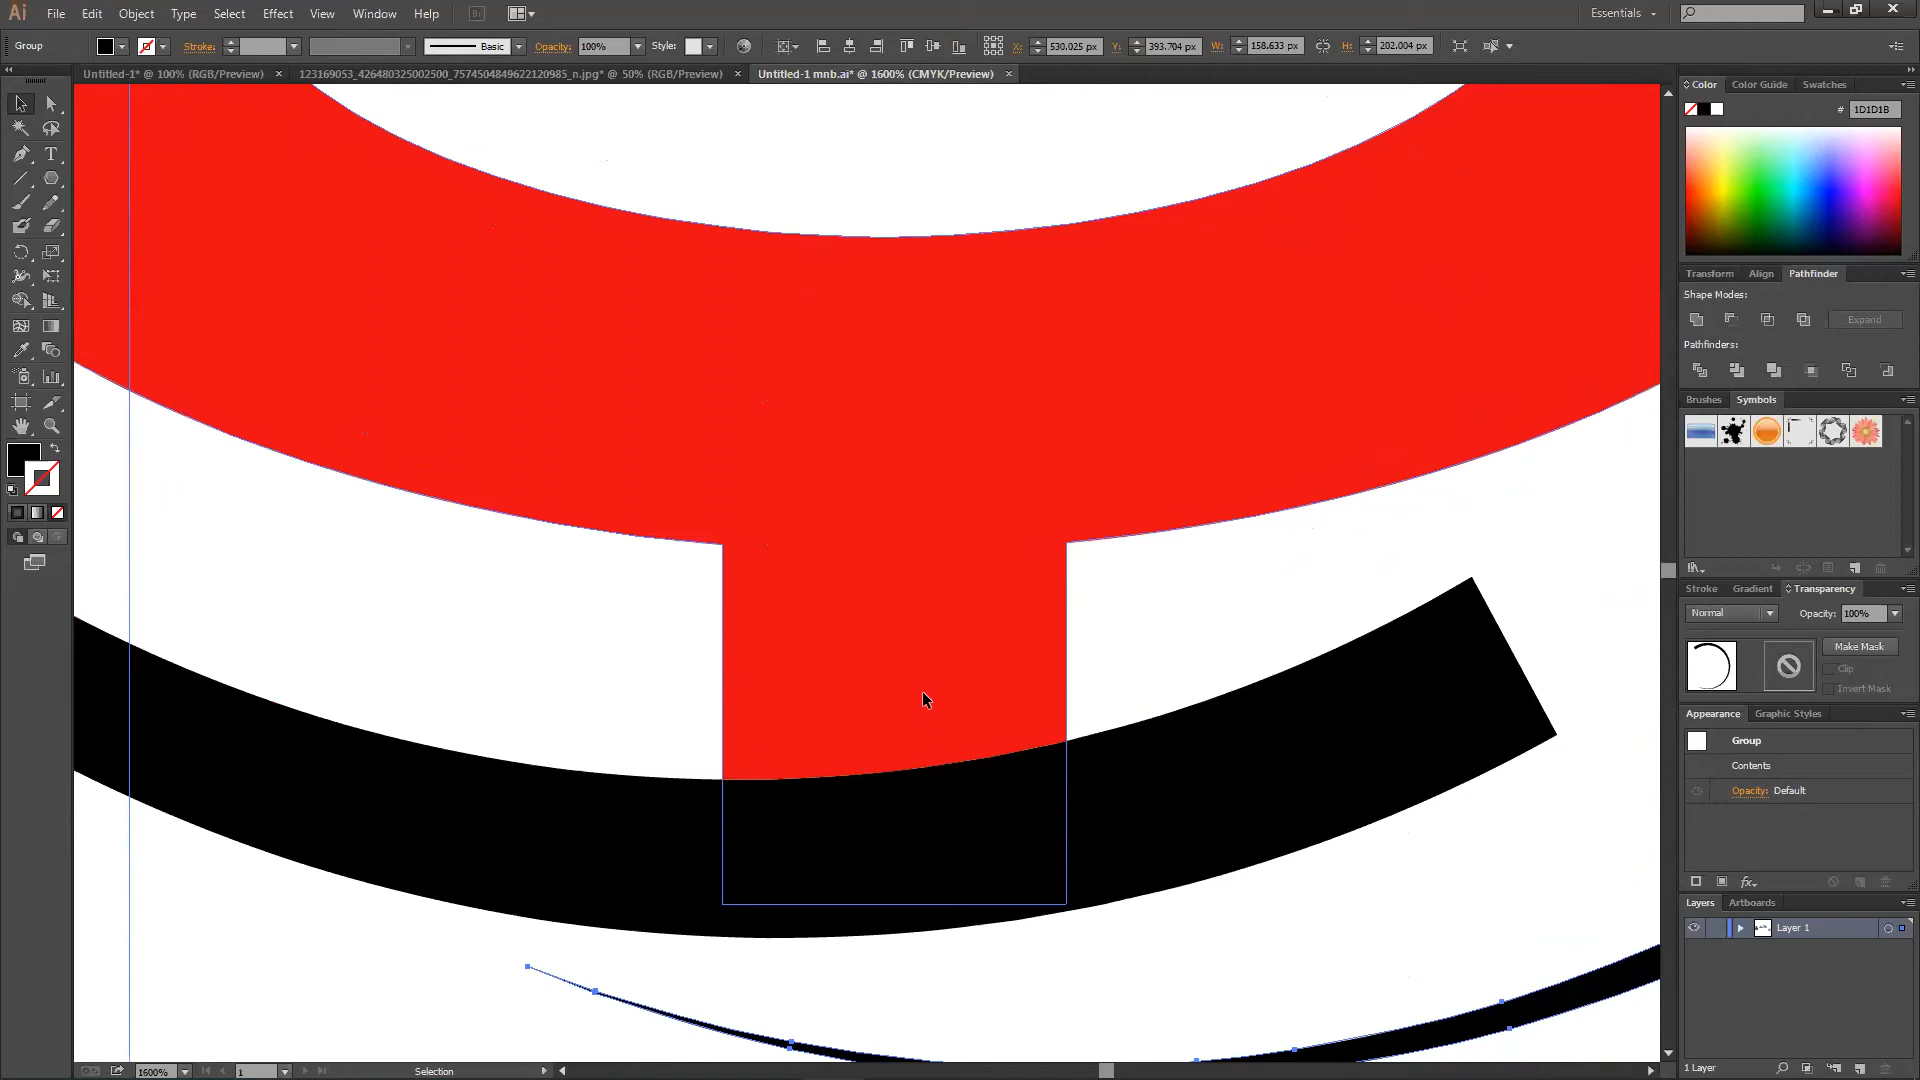 Ai File Edit Object Type Select Effect View Window Help Br Essentials
Group Stroke: Basic Opacity: 100% Style: X: 530.025 px Y: 393.704 px W: 158.633 px H: 202.004 px
Untitled-1* @ 100% (RGB/Preview) × 123169053_426480325002500_7574504849622120985_n.jpg* @ 50% (RGB/Preview) × Untitled-1 mnb.ai* @ 1600% (CMYK/Preview) ×
Color Color Guide Swatches
# 1D1D1B
Transform Align Pathfinder
Shape Modes:
Expand
Pathfinders:
Brushes Symbols
Stroke Gradient Transparency
Normal Opacity: 100%
Make Mask
Clip
Invert Mask
Appearance Graphic Styles
Group
Contents
Opacity: Default
fx
Layers Artboards
Layer 1
1 Layer
1600% 1 Selection